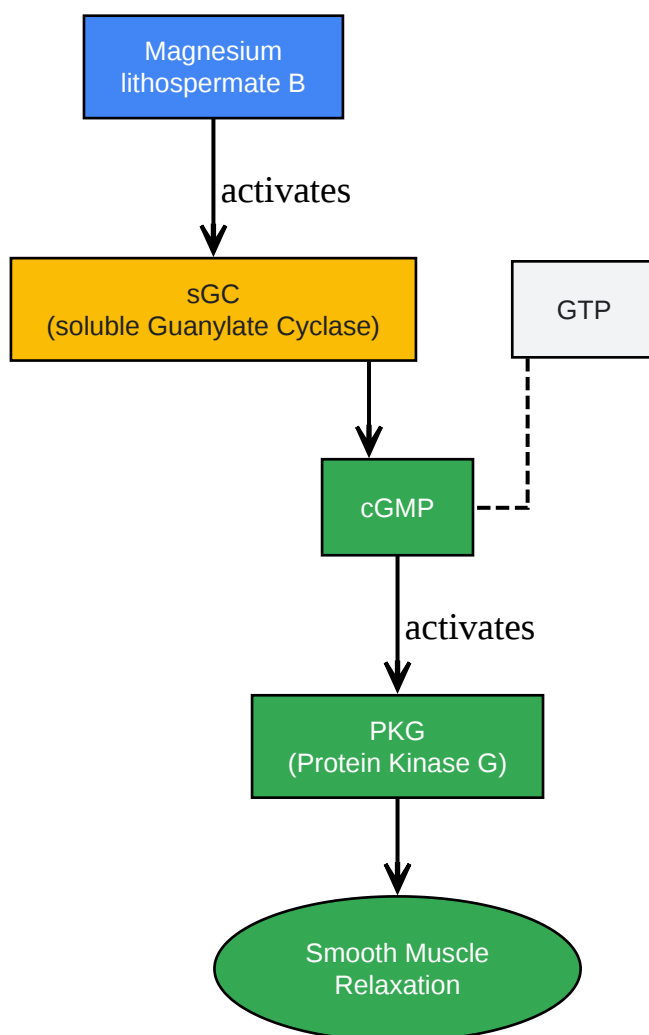 Magnesium
lithospermate B
activates
sGC
(soluble Guanylate Cyclase)
GTP
cGMP
activates
PKG
(Protein Kinase G)
Smooth Muscle
Relaxation